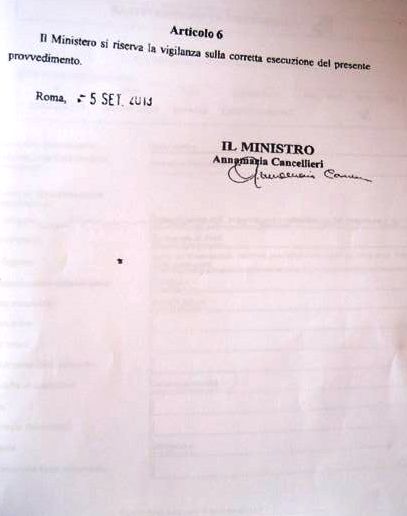 Articolo 6
Il Ministero si riserva la vigilanza sulla corretta esecuzione del presente
provvedimento.
Roma, - 5 SET. 2013
IL MINISTRO
Annamaria Cancellieri